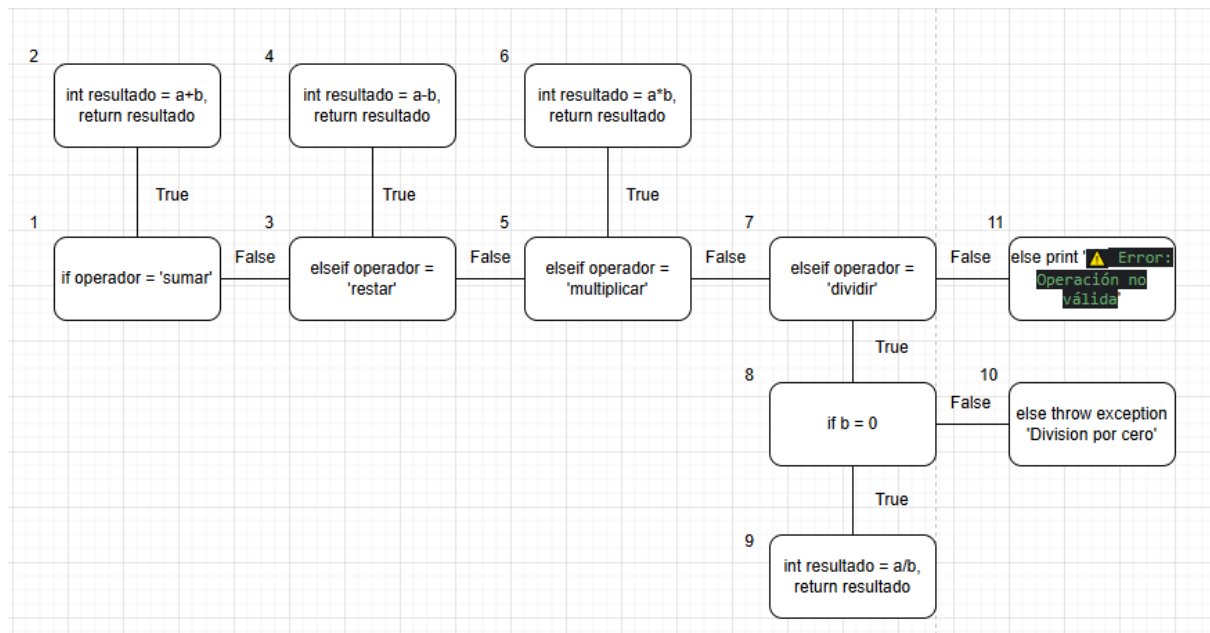 2
4
6
int resultado = a+b,
return resultado
int resultado = a-b,
return resultado
int resultado = a*b,
return resultado
True
True
True
1
3
5
7
11
if operador = 'sumar'
False
elseif operador =
'restar'
False
elseif operador =
'multiplicar'
False
elseif operador =
'dividir'
False
else print '⚠️ Error:
Operación no
válida'
True
8
10
if b = 0
False
else throw exception
'Division por cero'
True
9
int resultado = a/b,
return resultado